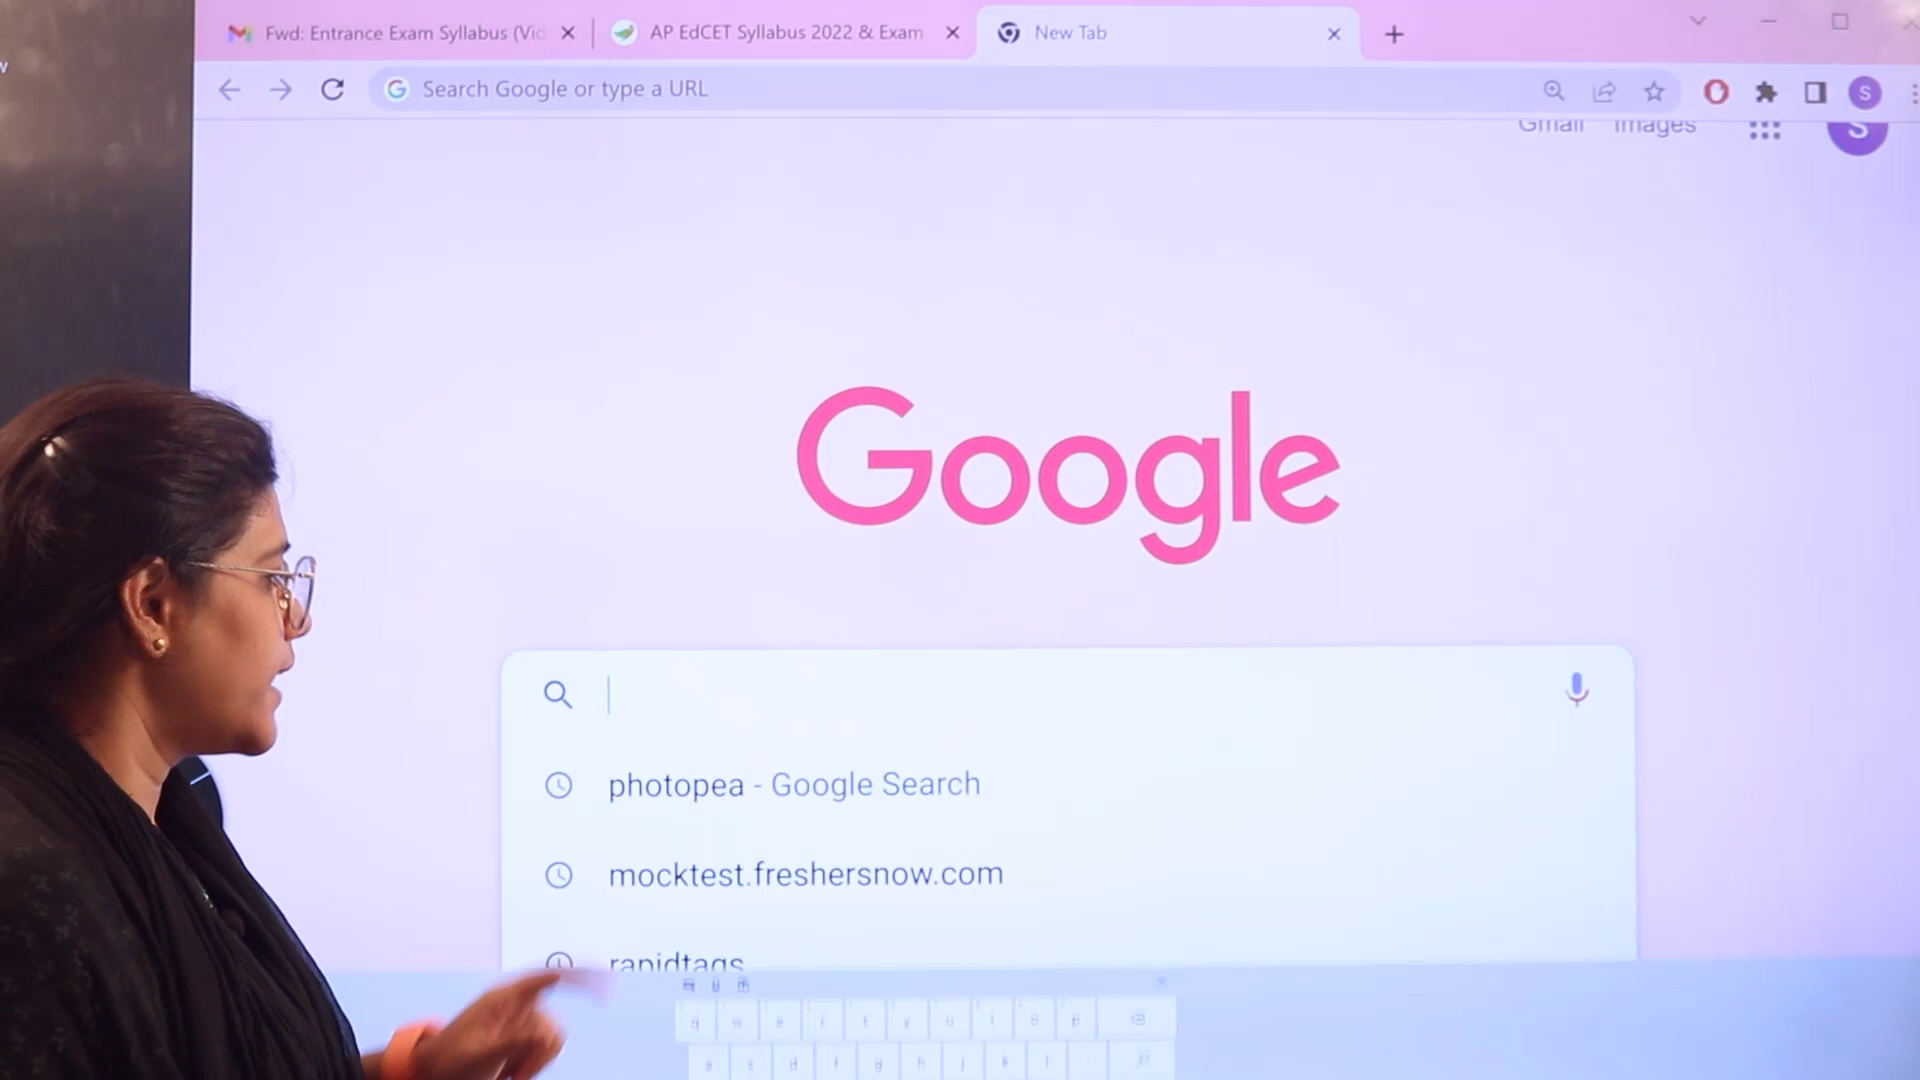 Fwd: Entrance Exam Syllabus (Vic
AP EdCET Syllabus 2022 & Exam
New Tab
Search Google or type a URL
S
Gmail Images
S
Google
photopea - Google Search
mocktest.freshersnow.com
rapidtags